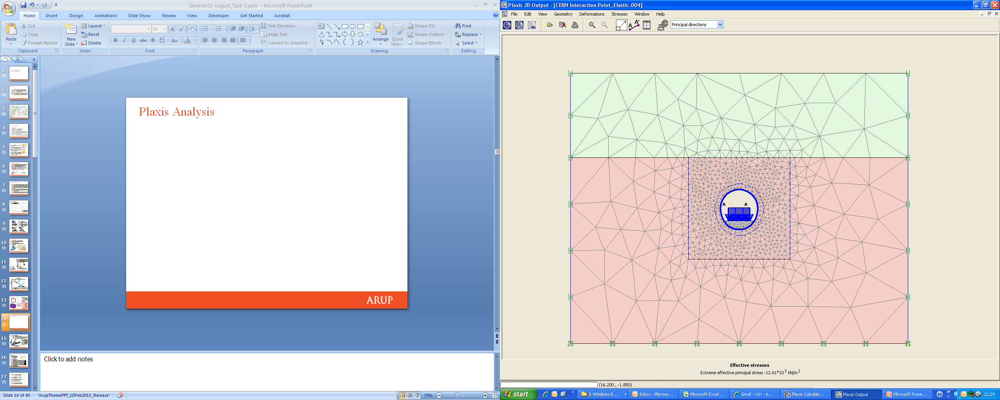 Geneva 02 August_Task 2.pptx - Microsoft PowerPoint
Home Insert Design Animations Slide Show Review View Developer Get Started Acrobat
Paste Cut Copy Format Painter
Clipboard
New Slide Layout Reset Delete
Slides
24
B I U abc S AV Aa A
Font
Text Direction
Align Text
Convert to SmartArt
Paragraph
Arrange Quick Styles Shape Fill Shape Outline Shape Effects
Drawing
Find
Replace
Select
Editing
1
2
3
4
5
6
7
8
9
10
11
12
13
14
15
16
17
Plaxis Analysis
ARUP
Click to add notes
Slide 14 of 40 "ArupThemePPT_10Feb2011_Release" 75%
Plaxis 2D Output - [CERN Interaction Point_Elastic.004]
File Edit View Geometry Deformations Stresses Window Help
Principal directions
A A
Effective stresses
Extreme effective principal stress -12.61*10³ kN/m²
(16.200 , -1.850)
start 2 Windows E... Inbox - Microso... Microsoft Excel... Plaxis Calculati... Plaxis Output Microsoft Powe... 22:24